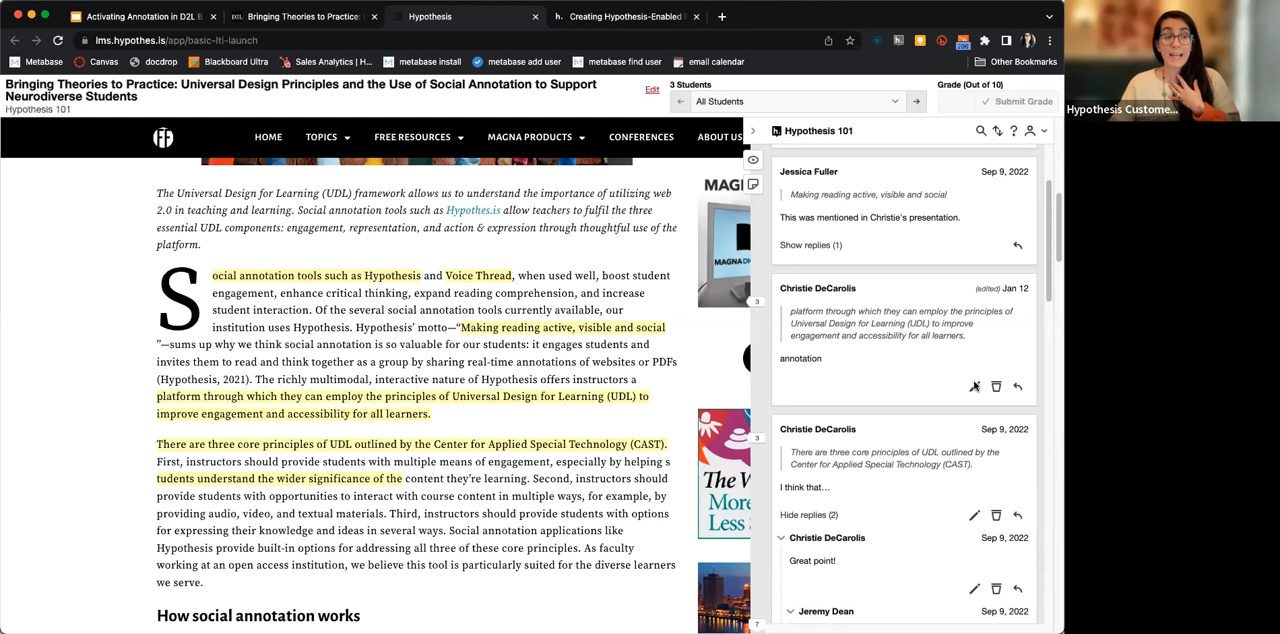 Activating Annotation in D2L B
D2L
Bringing Theories to Practice:
Hypothesis
h. Creating Hypothesis-Enabled
lms.hypothes.is/app/basic-lti-launch
206
Metabase
Canvas
docdrop
Blackboard Ultra
Sales Analytics | H...
metabase install
metabase add user
metabase find user
email calendar
Other Bookmarks
Bringing Theories to Practice: Universal Design Principles and the Use of Social Annotation to Support
Neurodiverse Students
Hypothesis 101
Edit
3 Students
All Students
Grade (Out of 10)
Submit Grade
Hypothesis Custome...
HOME
TOPICS
FREE RESOURCES
MAGNA PRODUCTS
CONFERENCES
ABOUT US
The Universal Design for Learning (UDL) framework allows us to understand the importance of utilizing web
2.0 in teaching and learning. Social annotation tools such as Hypothes.is allow teachers to fulfil the three
essential UDL components: engagement, representation, and action & expression through thoughtful use of the
platform.
Social annotation tools such as Hypothesis and Voice Thread, when used well, boost student
engagement, enhance critical thinking, expand reading comprehension, and increase
student interaction. Of the several social annotation tools currently available, our
institution uses Hypothesis. Hypothesis' motto—“Making reading active, visible and social
”—sums up why we think social annotation is so valuable for our students: it engages students and
invites them to read and think together as a group by sharing real-time annotations of websites or PDFs
(Hypothesis, 2021). The richly multimodal, interactive nature of Hypothesis offers instructors a
platform through which they can employ the principles of Universal Design for Learning (UDL) to
improve engagement and accessibility for all learners.
There are three core principles of UDL outlined by the Center for Applied Special Technology (CAST).
First, instructors should provide students with multiple means of engagement, especially by helping s
tudents understand the wider significance of the content they're learning. Second, instructors should
provide students with opportunities to interact with course content in multiple ways, for example, by
providing audio, video, and textual materials. Third, instructors should provide students with options
for expressing their knowledge and ideas in several ways. Social annotation applications like
Hypothesis provide built-in options for addressing all three of these core principles. As faculty
working at an open access institution, we believe this tool is particularly suited for the diverse learners
we serve.
How social annotation works
MAG
MAGNA DI
The W
More
Less S
3
3
7
Hypothesis 101
Jessica Fuller
Sep 9, 2022
Making reading active, visible and social
This was mentioned in Christie's presentation.
Show replies (1)
Christie DeCarolis
(edited) Jan 12
platform through which they can employ the principles of
Universal Design for Learning (UDL) to improve
engagement and accessibility for all learners.
annotation
Christie DeCarolis
Sep 9, 2022
There are three core principles of UDL outlined by the
Center for Applied Special Technology (CAST).
I think that...
Hide replies (2)
Christie DeCarolis
Sep 9, 2022
Great point!
Jeremy Dean
Sep 9, 2022